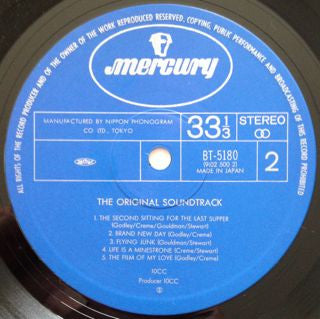 ALL RIGHTS OF THE RECORD PRODUCER AND OF THE OWNER OF THE WORK REPRODUCED RESERVED. COPYING, PUBLIC PERFORMANCE AND BROADCASTING OF THIS RECORD PROHIBITED
mercury
MANUFACTURED BY NIPPON PHONOGRAM
CO LTD., TOKYO
33 1/3
STEREO
BT-5180
(9102 500 2)
MADE IN JAPAN
2
THE ORIGINAL SOUNDTRACK
1. THE SECOND SITTING FOR THE LAST SUPPER
(Godley/Creme/Gouldman/Stewart)
2. BRAND NEW DAY (Godley/Creme)
3. FLYING JUNK (Godley/Creme)
4. LIFE IS A MINESTRONE (Creme/Stewart)
5. THE FILM OF MY LOVE (Godley/Creme)
10CC
Producer 10CC